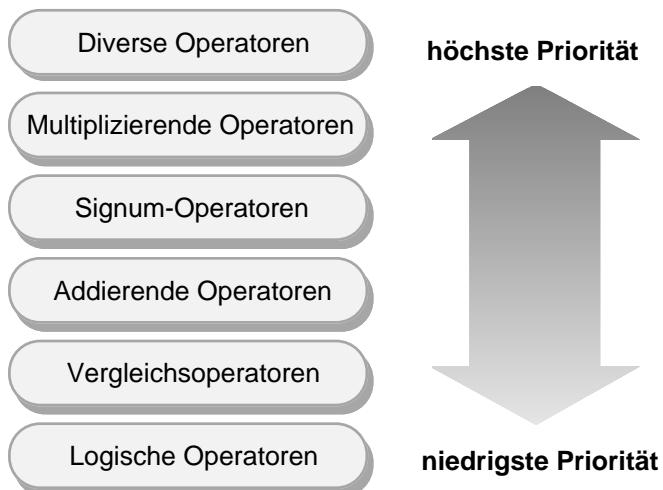 Diverse Operatoren
höchste Priorität
Multiplizierende Operatoren
Signum-Operatoren
Addierende Operatoren
Vergleichsoperatoren
Logische Operatoren
niedrigste Priorität